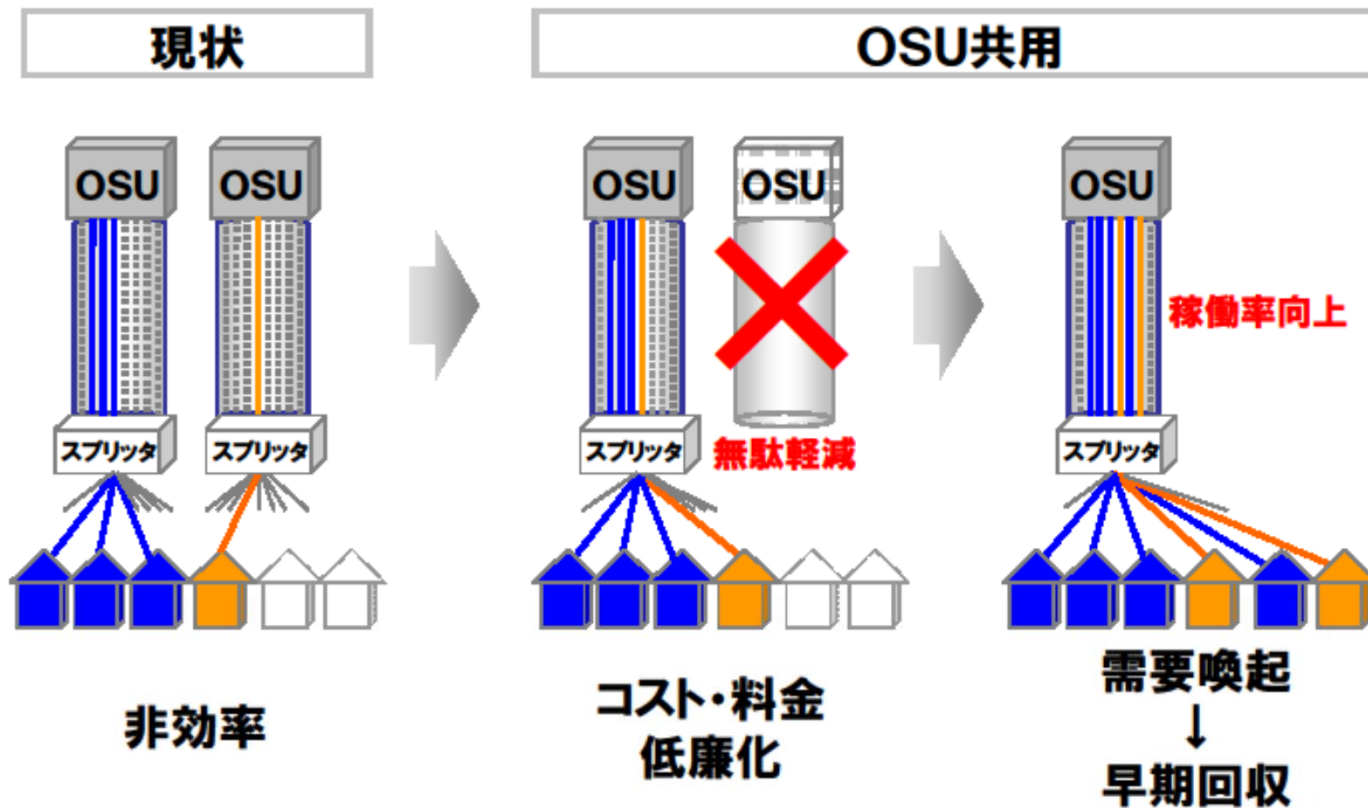 現状
OSU共用
OSU
OSU
OSU
OSU
OSU
稼働率向上
スプリッタ
スプリッタ
スプリッタ
無駄軽減
スプリッタ
非効率
コスト・料金
低廉化
需要喚起
↓
早期回収